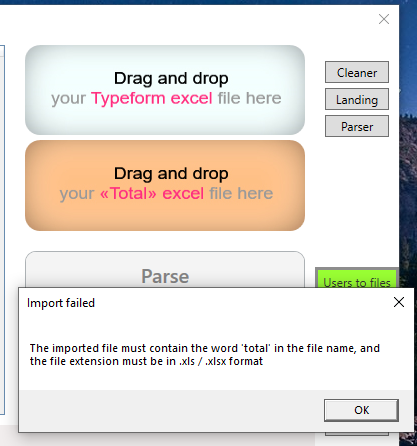 Drag and drop
your Typeform excel file here
Cleaner
Landing
Parser
Drag and drop
your «Total» excel file here
Parse
Users to files
Import failed
The imported file must contain the word 'total' in the file name, and
the file extension must be in .xls / .xlsx format
OK